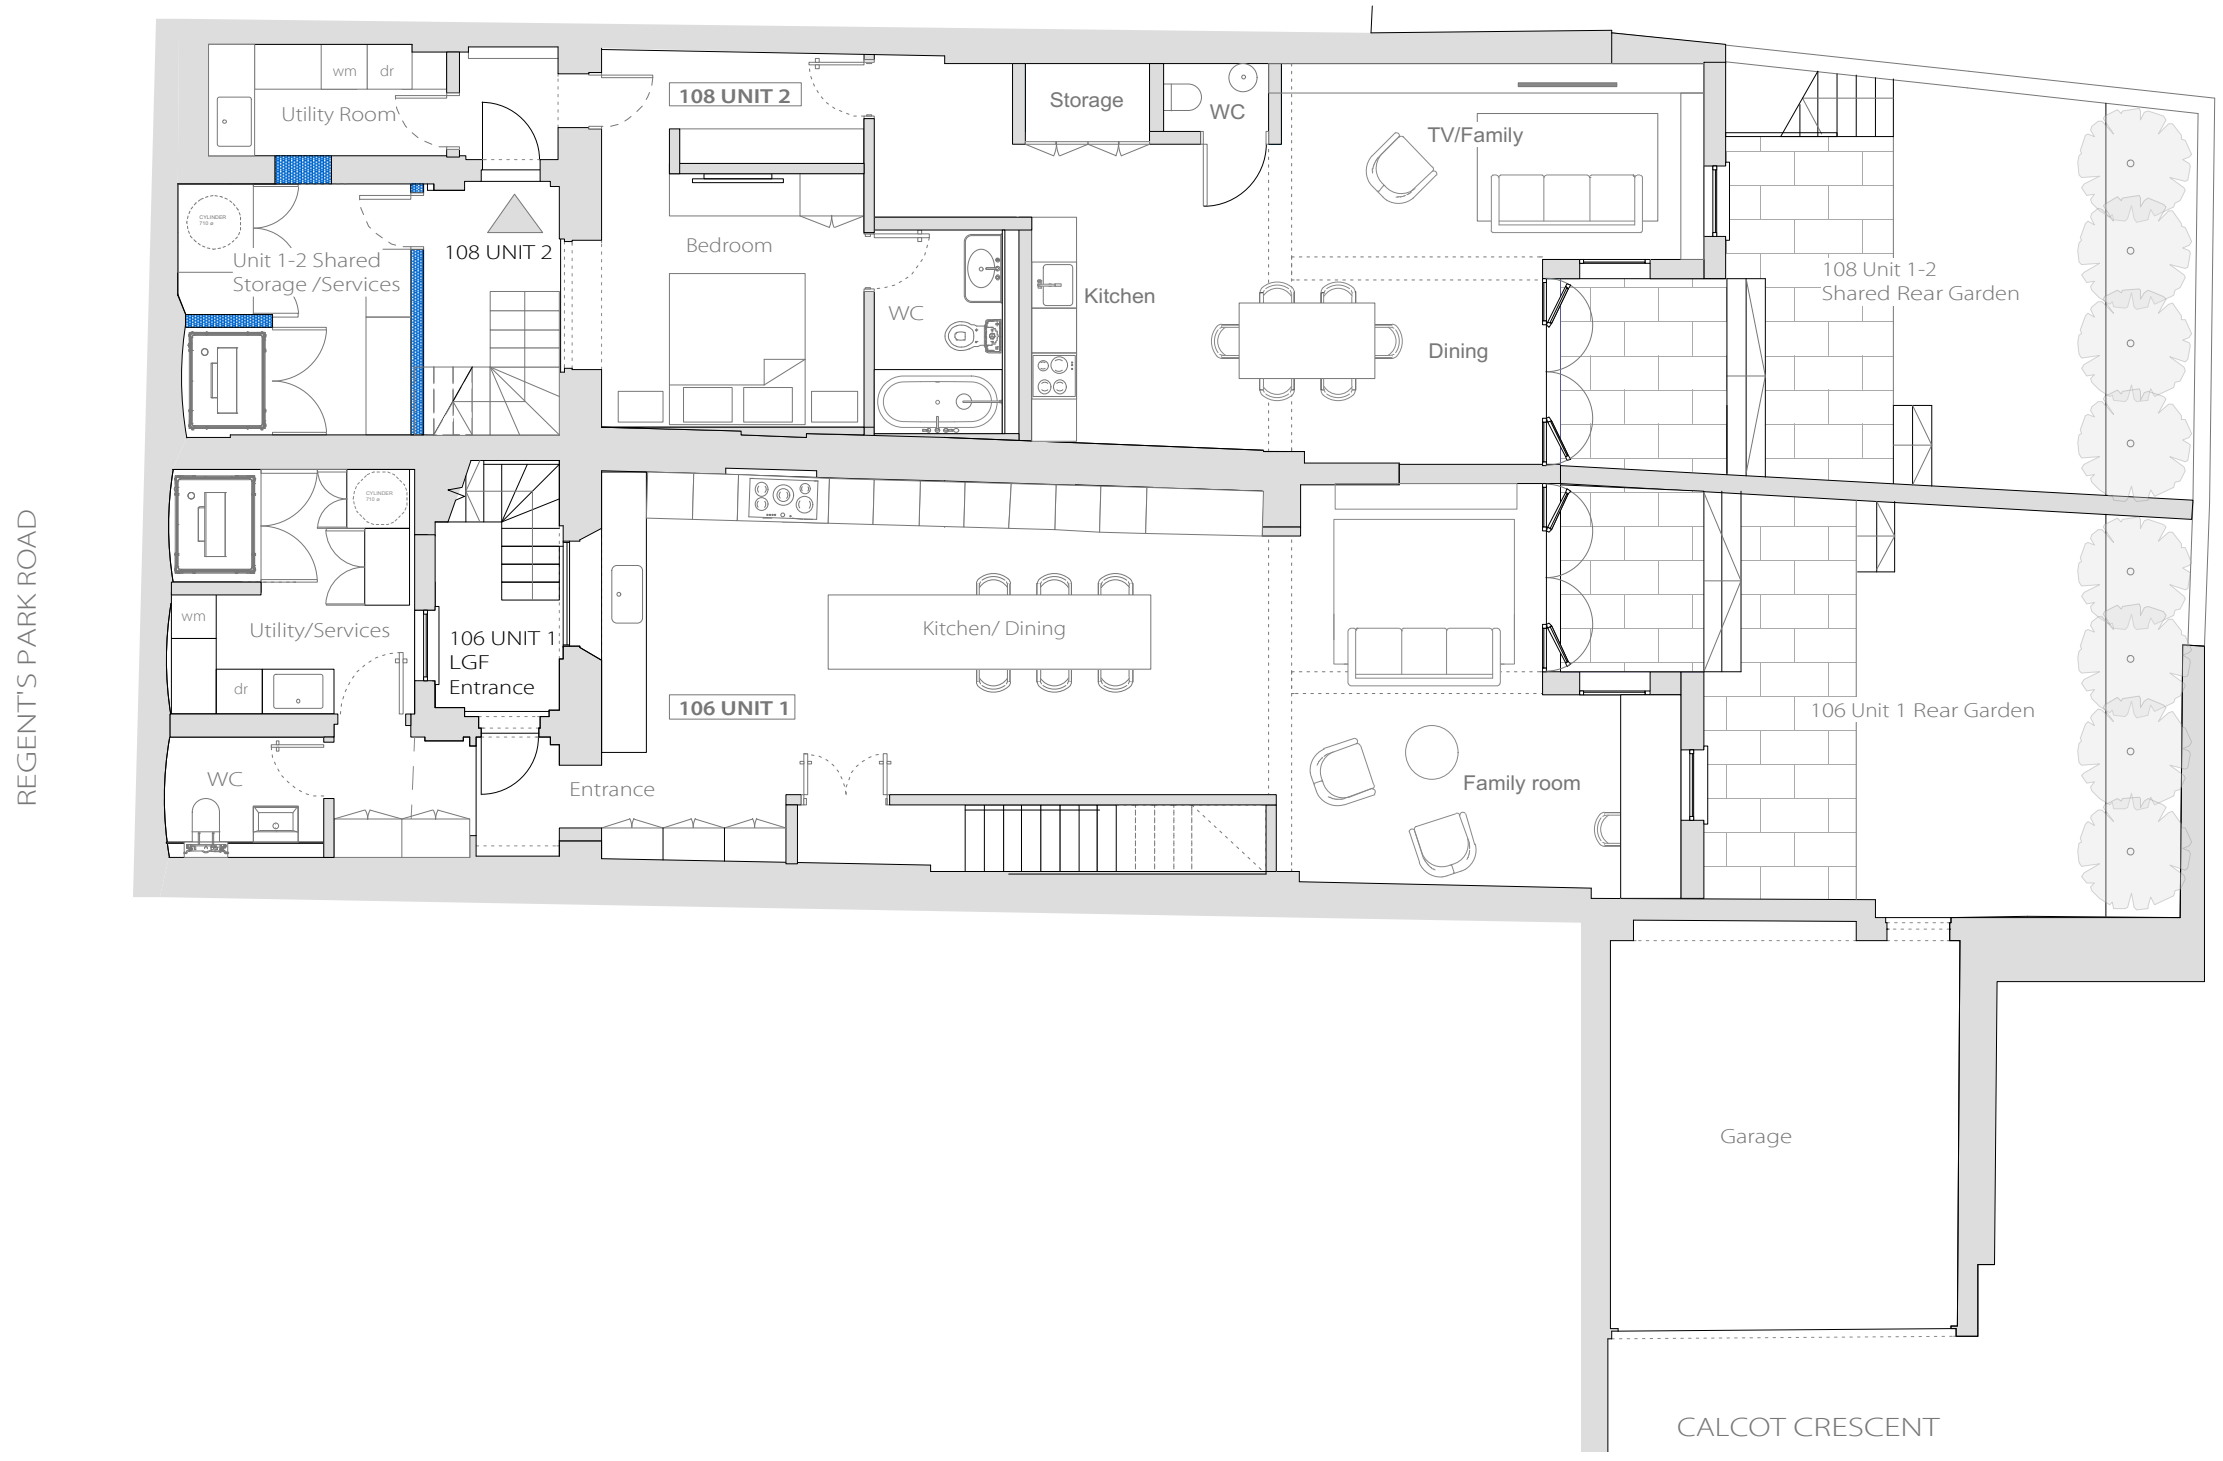 wm
dr
Utility Room
108 UNIT 2
Storage
WC
TV/Family
CYLINDER
710 ø
Unit 1-2 Shared
Storage /Services
108 UNIT 2
Bedroom
WC
Kitchen
Dining
108 Unit 1-2
Shared Rear Garden
REGENT'S PARK ROAD
CYLINDER
710 ø
wm
Utility/Services
dr
106 UNIT 1
LGF
Entrance
Kitchen/ Dining
106 UNIT 1
106 Unit 1 Rear Garden
WC
Entrance
Family room
Garage
CALCOT CRESCENT